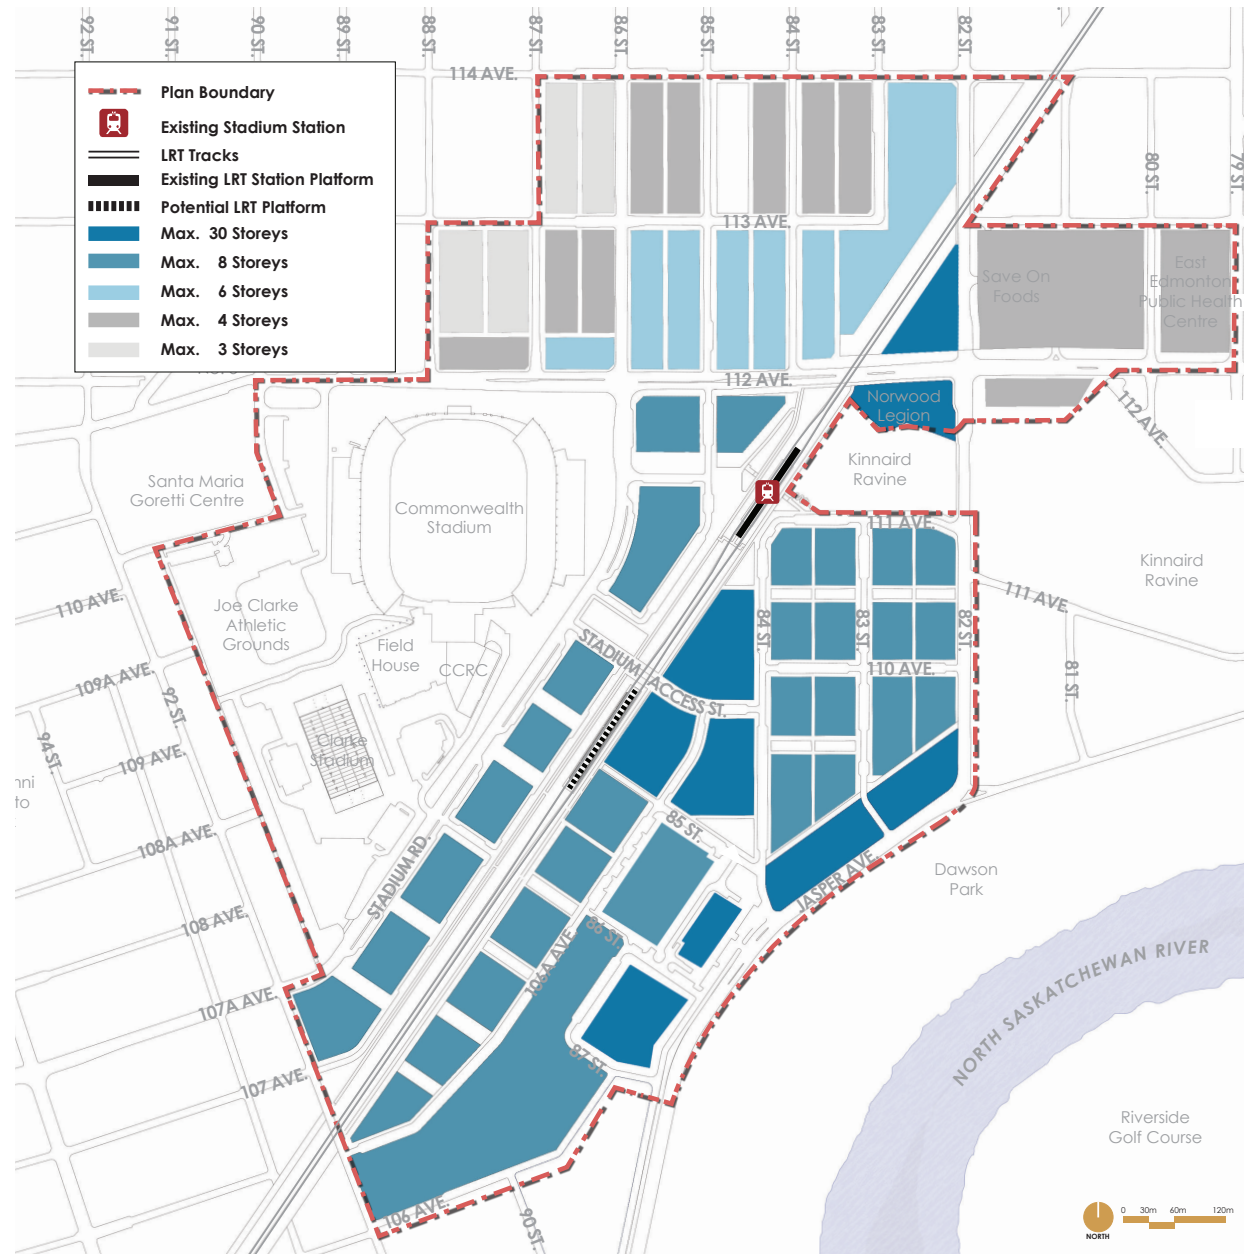 92 ST.
91 ST.
90 ST.
89 ST.
88 ST.
87 ST.
86 ST.
85 ST.
84 ST.
83 ST.
82 ST.
114 AVE.
Plan Boundary
Existing Stadium Station
LRT Tracks
Existing LRT Station Platform
Potential LRT Platform
Max. 30 Storeys
Max. 8 Storeys
Max. 6 Storeys
Max. 4 Storeys
Max. 3 Storeys
80 ST.
79 ST.
113 AVE.
Save On
Foods
East
Edmonton
Public Health
Centre
112 AVE.
Norwood
Legion
112 AVE.
Kinnaird
Ravine
Santa Maria
Goretti Centre
Commonwealth
Stadium
111 AVE.
Kinnaird
Ravine
111 AVE.
110 AVE.
Joe Clarke
Athletic
Grounds
Field
House
CCRC
STADIUM ACCESS ST.
84 ST.
83 ST.
82 ST.
110 AVE.
81 ST.
109A AVE.
92 ST.
94 ST.
109 AVE.
Clarke
Stadium
nni
to
108A AVE.
STADIUM RD.
85 ST.
JASPER AVE.
Dawson
Park
108 AVE.
86 ST.
106A AVE.
107A AVE.
NORTH SASKATCHEWAN RIVER
87 ST.
107 AVE.
Riverside
Golf Course
106 AVE.
90 ST.
NORTH
0 30m 60m 120m